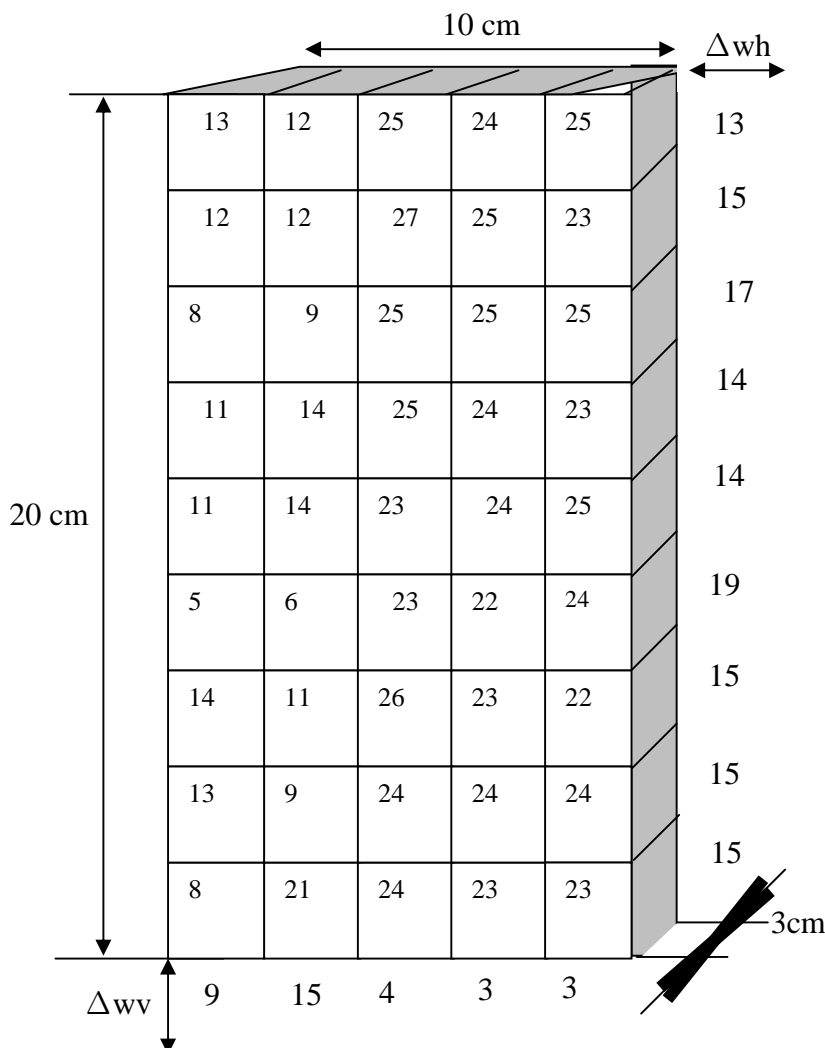 10 cm
Δwh
13 12 25 24 25 13
12 12 27 25 23 15
8 9 25 25 25 17
11 14 25 24 23 14
20 cm 11 14 23 24 25 14
5 6 23 22 24 19
14 11 26 23 22 15
13 9 24 24 24 15
8 21 24 23 23 15
3cm
Δwv 9 15 4 3 3